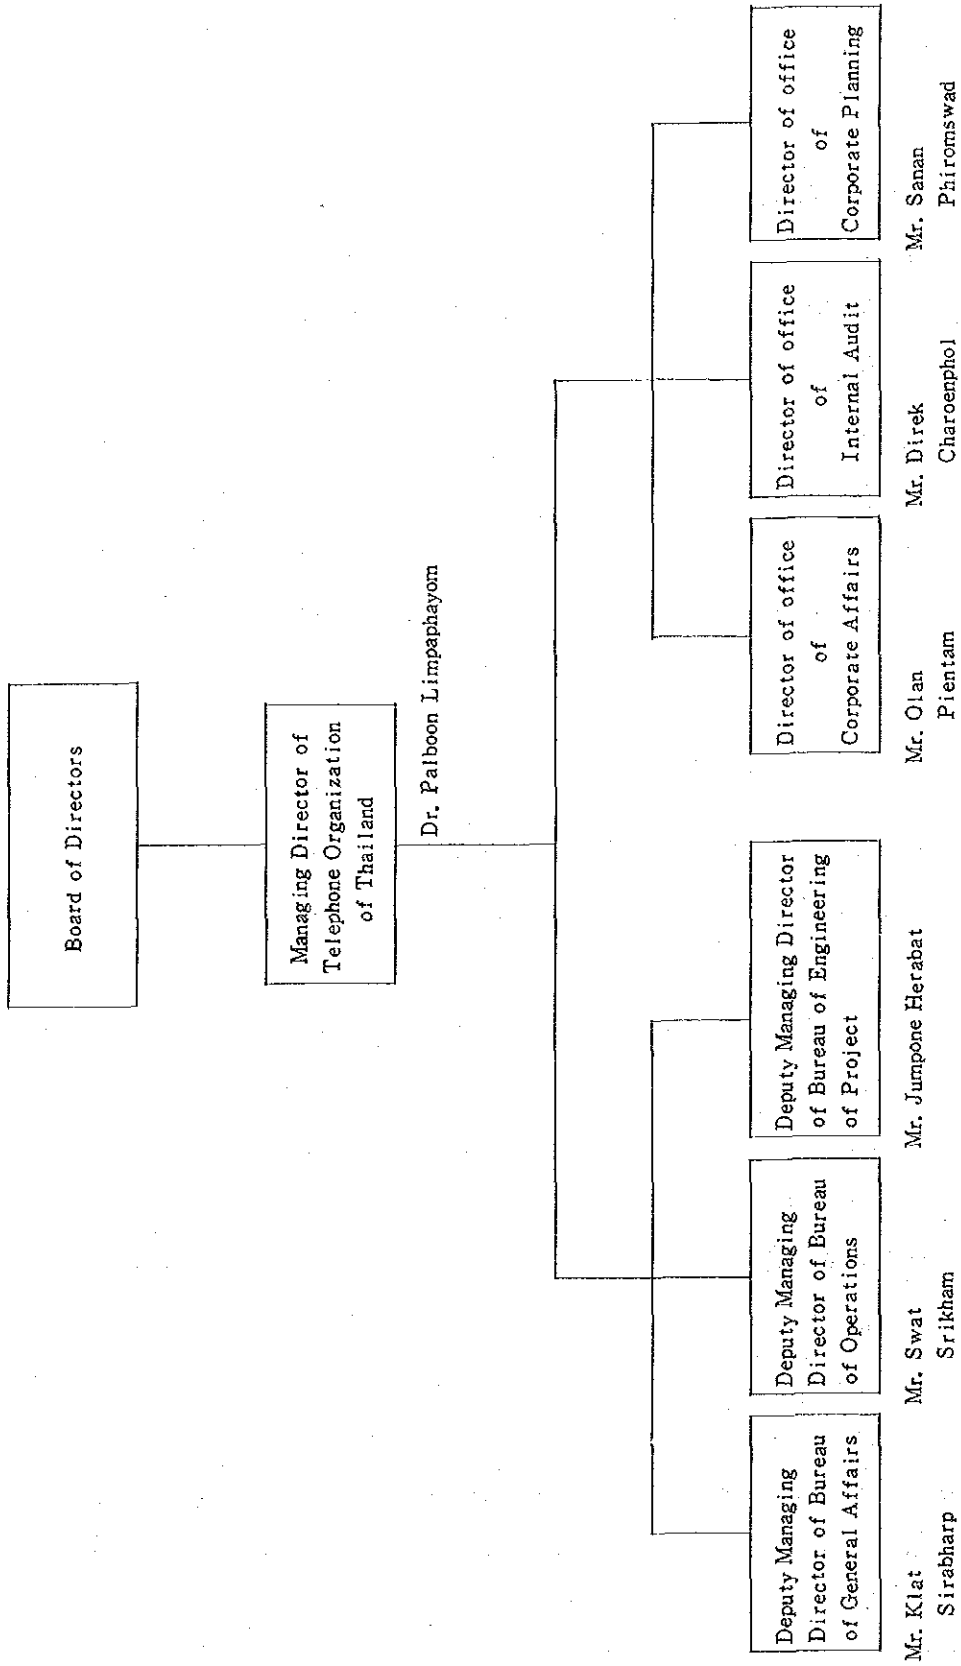 Board of Directors
Managing Director of
Telephone Organization
of Thailand
Dr. Palboon Limpaphayom
Deputy Managing
Director of Bureau
of General Affairs
Mr. Klat
Sirabharp
Deputy Managing
Director of Bureau
of Operations
Mr. Swat
Srikham
Deputy Managing Director
of Bureau of Engineering
of Project
Mr. Jumpone Herabat
Director of office
of
Corporate Affairs
Mr. Olan
Pientam
Director of office
of
Internal Audit
Mr. Direk
Charoenphol
Director of office
of
Corporate Planning
Mr. Sanan
Phiromswad